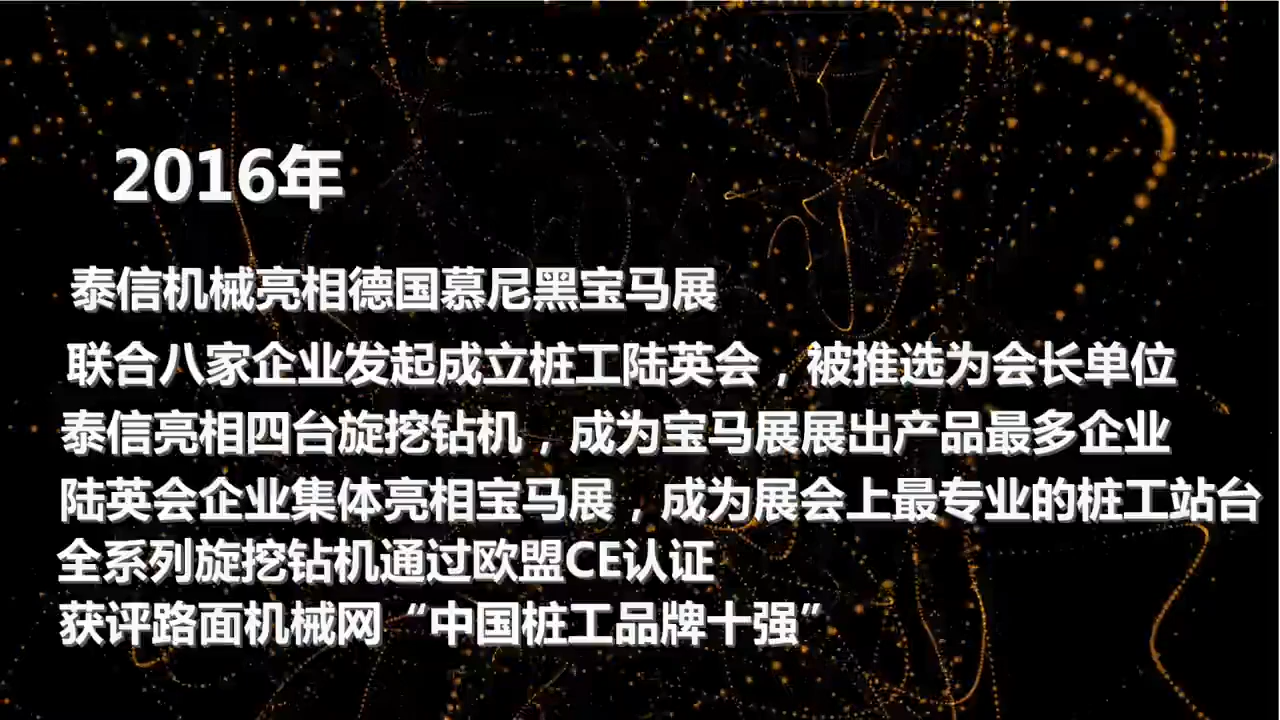 2016年
泰信机械亮相德国慕尼黑宝马展
联合八家企业发起成立桩工陆英会，被推选为会长单位
泰信亮相四台旋挖钻机，成为宝马展展出产品最多企业
陆英会企业集体亮相宝马展，成为展会上最专业的桩工站台
全系列旋挖钻机通过欧盟CE认证
获评路面机械网“中国桩工品牌十强”